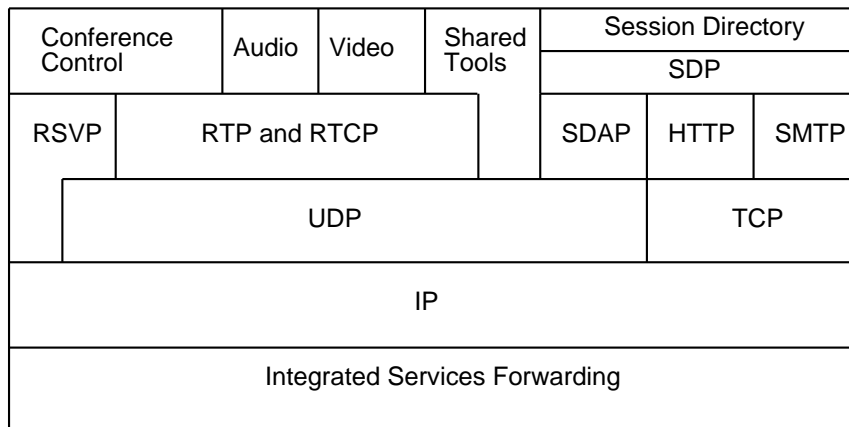 Conference
Control
Audio
Video
Shared
Tools
Session Directory
SDP
RSVP
RTP and RTCP
SDAP
HTTP
SMTP
UDP
TCP
IP
Integrated Services Forwarding